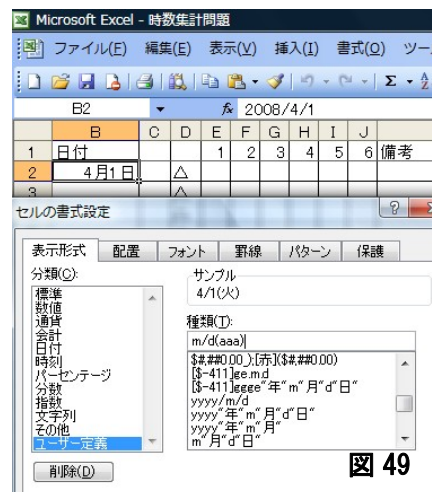 Microsoft Excel - 時数集計問題
ファイル(F) 編集(E) 表示(V) 挿入(I) 書式(O) ツー
B2 fx 2008/4/1
B C D E F G H I J
1 日付 1 2 3 4 5 6 備考
2 4月1日 △
3 △
セルの書式設定
表示形式 配置 フォント 罫線 パターン 保護
分類(C):
標準
数値
通貨
会計
日付
時刻
パーセンテージ
分数
指数
文字列
その他
ユーザー定義
サンプル
4/1(火)
種類(T):
m/d(aaa)
$#,##0.00_);[赤]($#,##0.00)
[$-411]ge.m.d
[$-411]ggge"年"m"月"d"日"
yyyy/m/d
yyyy"年"m"月"d"日"
yyyy"年"m"月"
m"月"d"日"
削除(D)
図 49